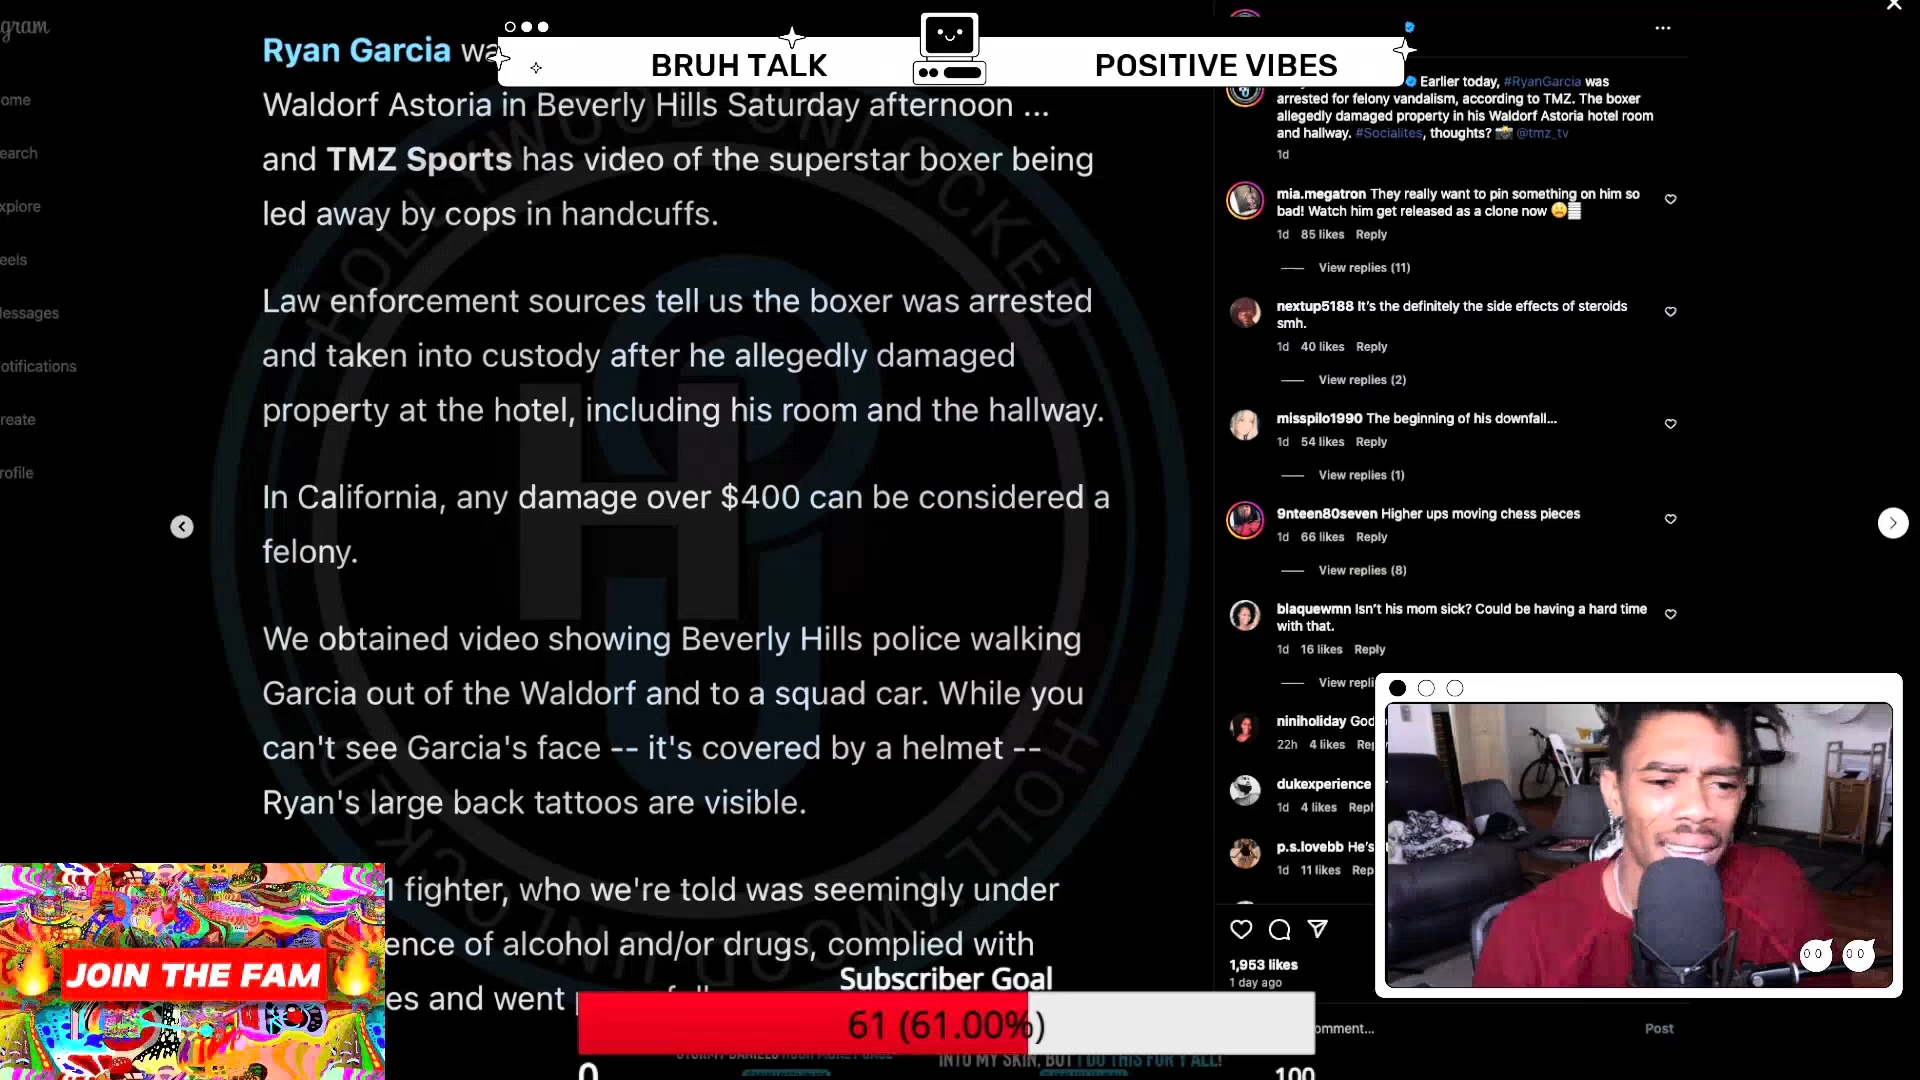 gram
ome
earch
xplore
eels
lessages
otifications
reate
rofile
BRUH TALK
POSITIVE VIBES
Ryan Garcia
Waldorf Astoria in Beverly Hills Saturday afternoon ...
and TMZ Sports has video of the superstar boxer being
led away by cops in handcuffs.
Law enforcement sources tell us the boxer was arrested
and taken into custody after he allegedly damaged
property at the hotel, including his room and the hallway.
In California, any damage over $400 can be considered a
felony.
We obtained video showing Beverly Hills police walking
Garcia out of the Waldorf and to a squad car. While you
can't see Garcia's face -- it's covered by a helmet --
Ryan's large back tattoos are visible.
1 fighter, who we're told was seemingly under
ence of alcohol and/or drugs, complied with
es and went
HOLLYWOOD UNLOCKED
JOIN THE FAM
Subscriber Goal
61 (61.00%)
0
100
INTO MY SKIN, BUT I DO THIS FOR Y'ALL!
Earlier today, #RyanGarcia was
arrested for felony vandalism, according to TMZ. The boxer
allegedly damaged property in his Waldorf Astoria hotel room
and hallway. #Socialites, thoughts? 📸 @tmz_tv
1d
mia.megatron They really want to pin something on him so
bad! Watch him get released as a clone now
1d 85 likes Reply
View replies (11)
nextup5188 It's the definitely the side effects of steroids
smh.
1d 40 likes Reply
View replies (2)
misspilo1990 The beginning of his downfall...
1d 54 likes Reply
View replies (1)
9nteen80seven Higher ups moving chess pieces
1d 66 likes Reply
View replies (8)
blaquewmn Isn't his mom sick? Could be having a hard time
with that.
1d 16 likes Reply
View repli
niniholiday God
22h 4 likes Re
dukexperience
1d 4 likes Repl
p.s.lovebb He's
1d 11 likes Rep
1,953 likes
1 day ago
omment...
Post